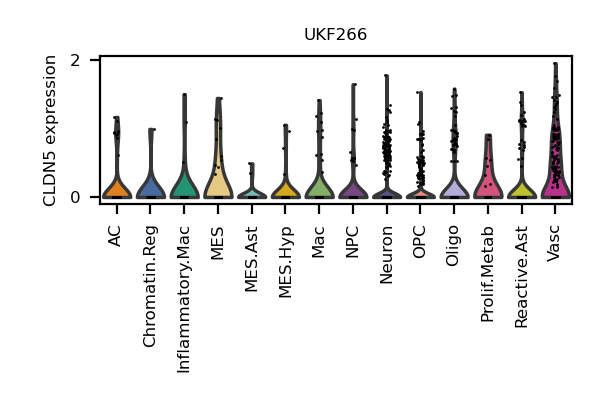 UKF266
CLDN5 expression
2
0
AC
Chromatin.Reg
Inflammatory.Mac
MES
MES.Ast
MES.Hyp
Mac
NPC
Neuron
OPC
Oligo
Prolif.Metab
Reactive.Ast
Vasc